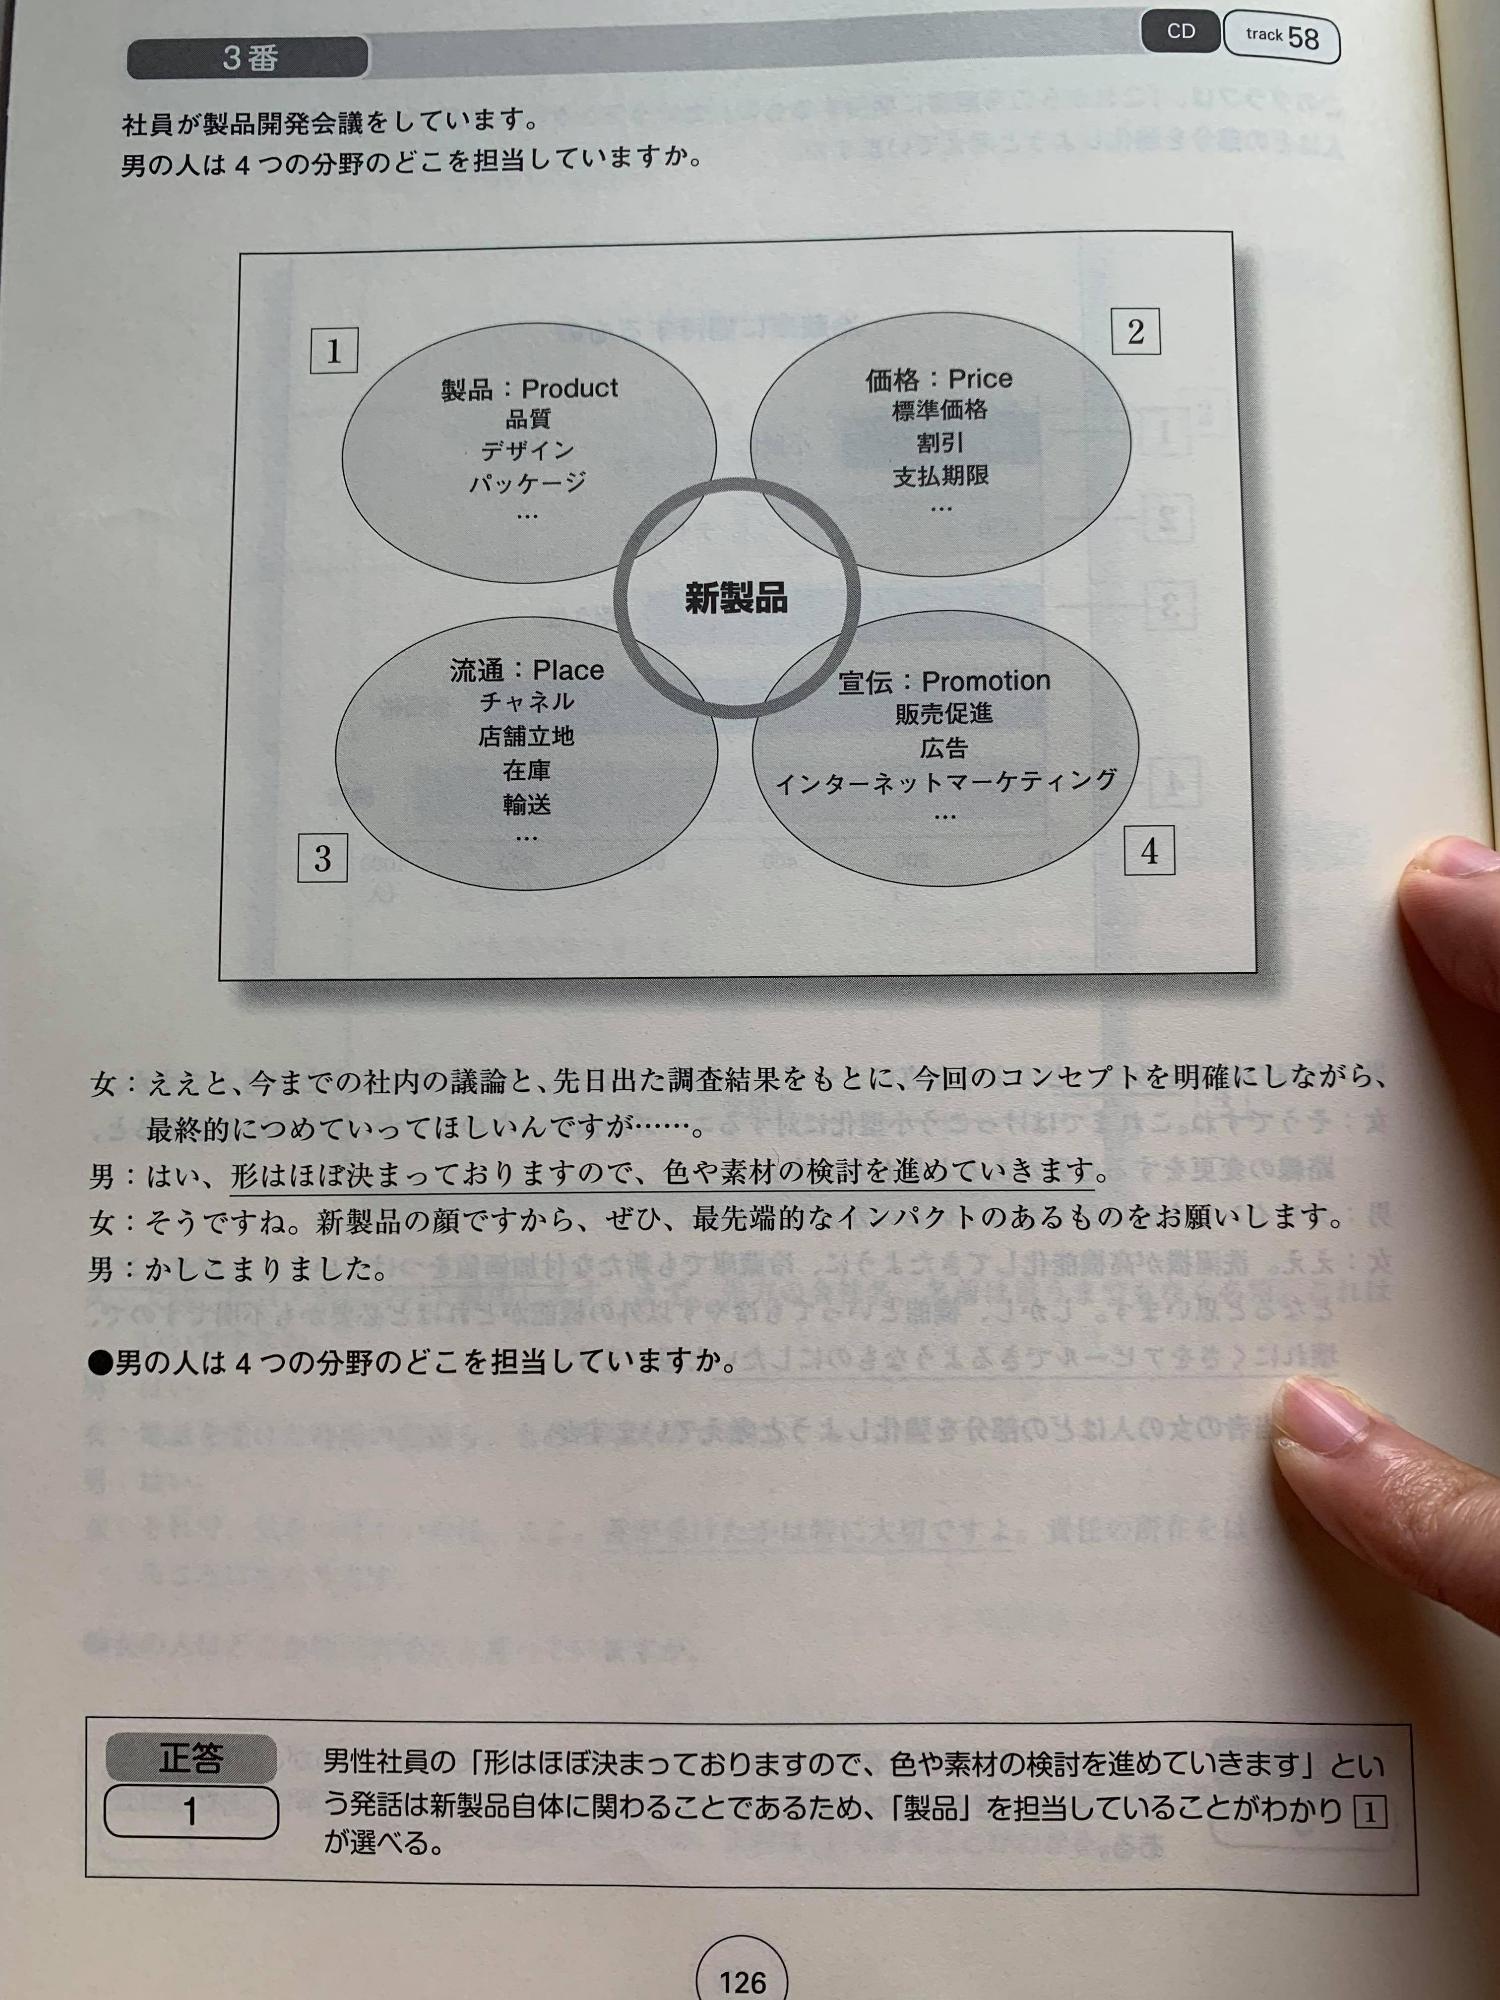 3番
CD
track 58
社員が製品開発会議をしています。
男の人は4つの分野のどこを担当していますか。
1
製品：Product
品質
デザイン
パッケージ
…
2
価格：Price
標準価格
割引
支払期限
…
新製品
流通：Place
チャネル
店舗立地
在庫
輸送
…
3
宣伝：Promotion
販売促進
広告
インターネットマーケティング
…
4
女：ええと、今までの社内の議論と、先日出た調査結果をもとに、今回のコンセプトを明確にしながら、
最終的につめていってほしいんですが……。
男：はい、形はほぼ決まっておりますので、色や素材の検討を進めていきます。
女：そうですね。新製品の顔ですから、ぜひ、最先端的なインパクトのあるものをお願いします。
男：かしこまりました。
●男の人は4つの分野のどこを担当していますか。
正答
1
男性社員の「形はほぼ決まっておりますので、色や素材の検討を進めていきます」とい
う発話は新製品自体に関わることであるため、「製品」を担当していることがわかり1
が選べる。
126